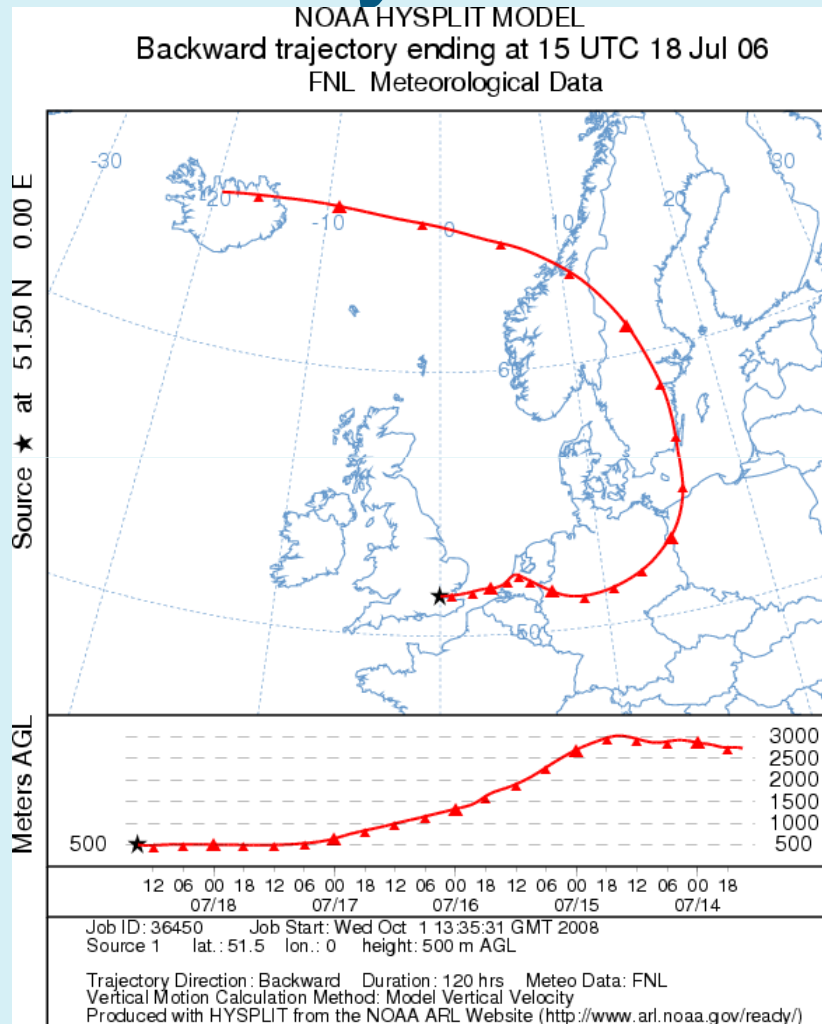 NOAA HYSPLIT MODEL
Backward trajectory ending at 15 UTC 18 Jul 06
FNL Meteorological Data
Source ★ at 51.50 N 0.00 E
-30
-20
-10
0
10
20
30
60
50
Meters AGL
500
3000
2500
2000
1500
1000
500
12 06 00 18 12 06 00 18 12 06 00 18 12 06 00 18 12 06 00 18
07/18 07/17 07/16 07/15 07/14
Job ID: 36450 Job Start: Wed Oct 1 13:35:31 GMT 2008
Source 1 lat.: 51.5 lon.: 0 height: 500 m AGL
Trajectory Direction: Backward Duration: 120 hrs Meteo Data: FNL
Vertical Motion Calculation Method: Model Vertical Velocity
Produced with HYSPLIT from the NOAA ARL Website (http://www.arl.noaa.gov/ready/)